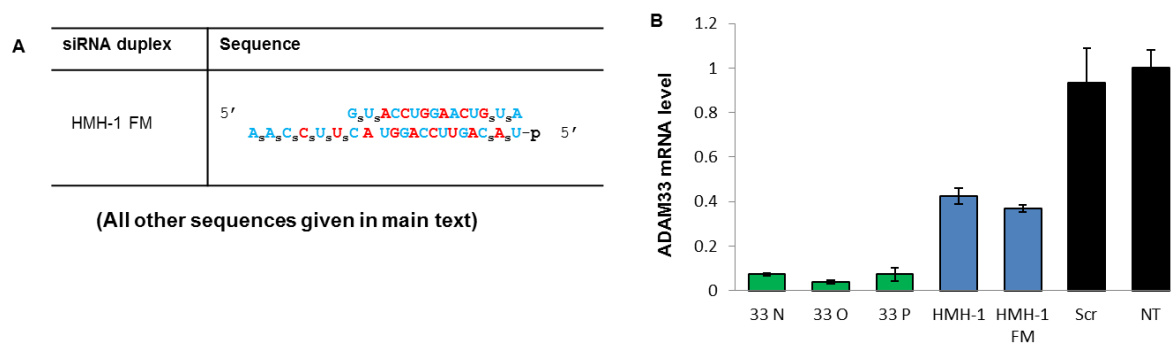 A
siRNA duplex Sequence
HMH-1 FM
5′ GsUsACCUGGAACUGsUsA
AsAsCsCsUsUsCA UGGACCUUGACsAsU-p 5′
(All other sequences given in main text)
B
ADAM33 mRNA level
1.2
1
0.8
0.6
0.4
0.2
0
33 N 33 O 33 P HMH-1 HMH-1 FM Scr NT